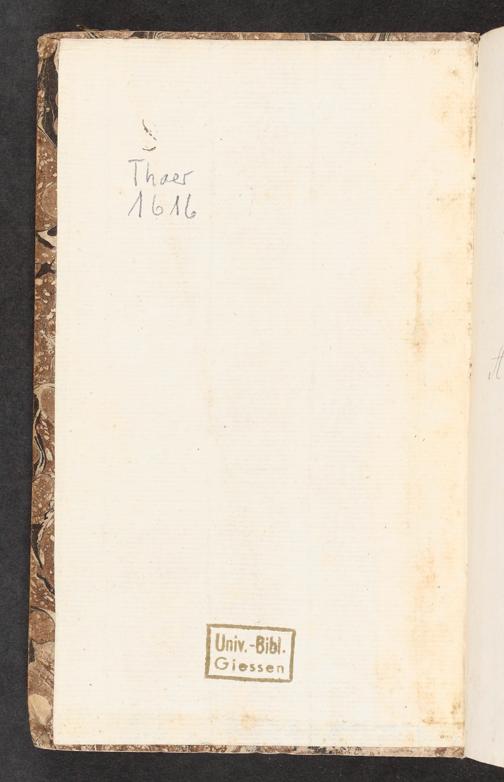 Thaer
1616
Univ.-Bibl.
Giessen